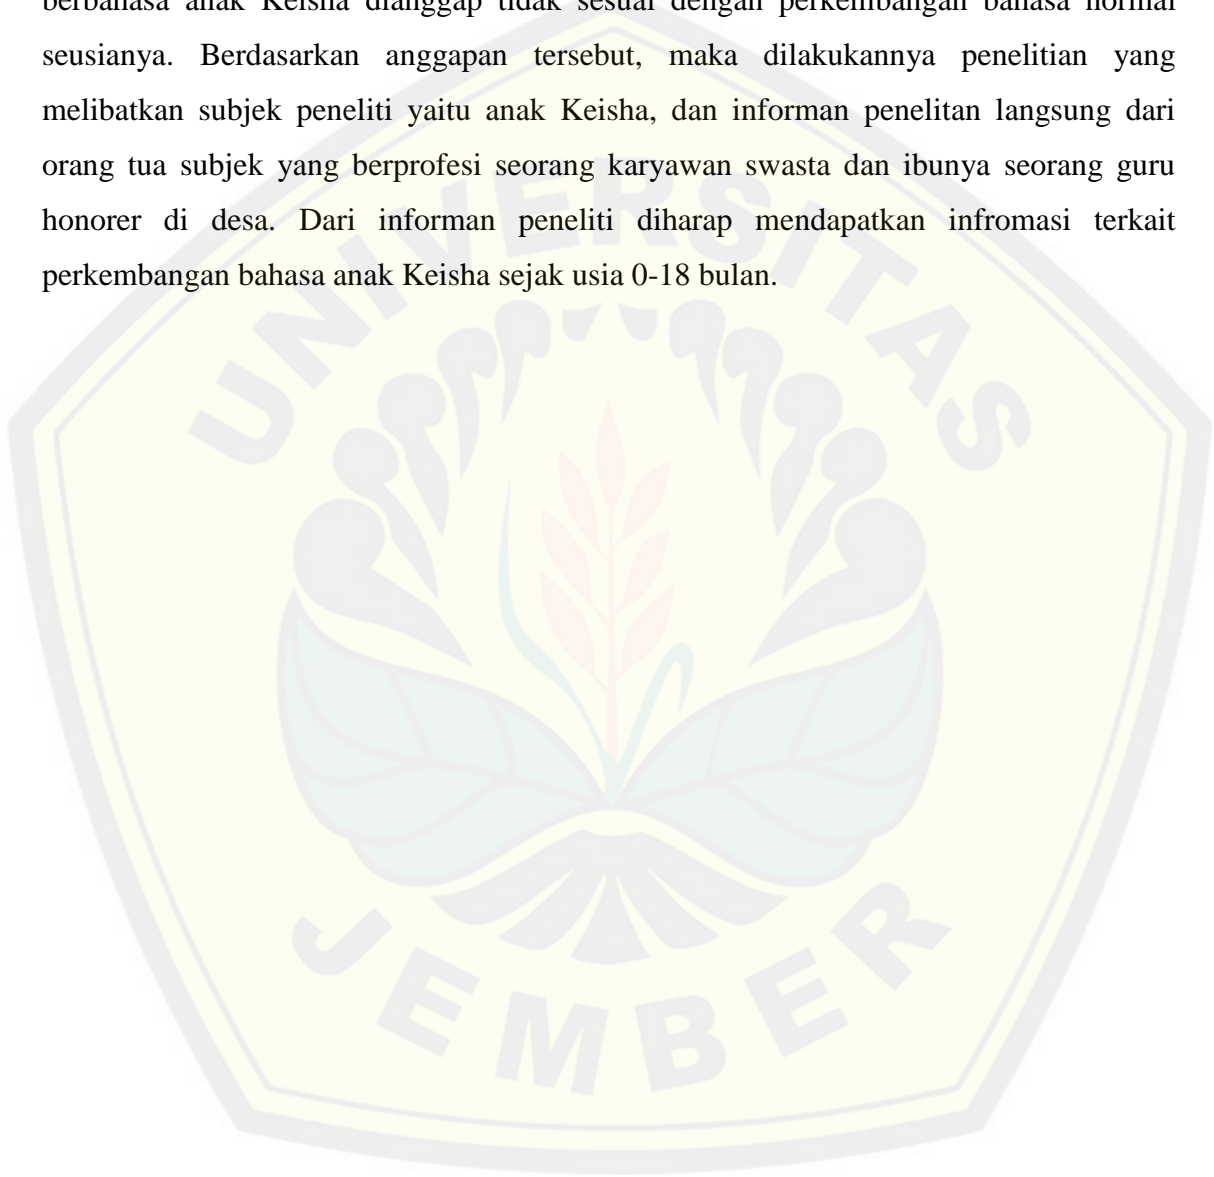 berbahasa anak Keisha dianggap tidak sesuai dengan perkembangan bahasa normal
seusianya. Berdasarkan anggapan tersebut, maka dilakukannya penelitian yang
melibatkan subjek peneliti yaitu anak Keisha, dan informan penelitan langsung dari
orang tua subjek yang berprofesi seorang karyawan swasta dan ibunya seorang guru
honorer di desa. Dari informan peneliti diharap mendapatkan infromasi terkait
perkembangan bahasa anak Keisha sejak usia 0-18 bulan.
UNIVERSITAS
JEMBER